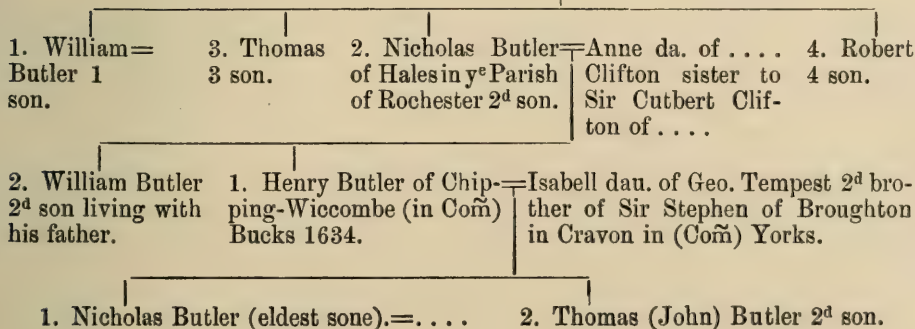 1. William=
Butler 1
son.
3. Thomas
3 son.
2. Nicholas Butler=
of Hales in yᵉ Parish
of Rochester 2ᵈ son.
Anne da. of . . . .
Clifton sister to
Sir Cutbert Clif-
ton of . . . .
4. Robert
4 son.
2. William Butler
2ᵈ son living with
his father.
1. Henry Butler of Chip-=
ping-Wiccombe (in Com̃)
Bucks 1634.
Isabell dau. of Geo. Tempest 2ᵈ bro-
ther of Sir Stephen of Broughton
in Cravon in (Com̃) Yorks.
1. Nicholas Butler (eldest sone).=. . . .
2. Thomas (John) Butler 2ᵈ son.